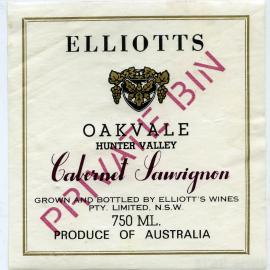 ELLIOTTS
PRIVATE BIN
OAKVALE
HUNTER VALLEY
Cabernet Sauvignon
GROWN AND BOTTLED BY ELLIOTT'S WINES
PTY. LIMITED. N.S.W.
750 ML.
PRODUCE OF AUSTRALIA